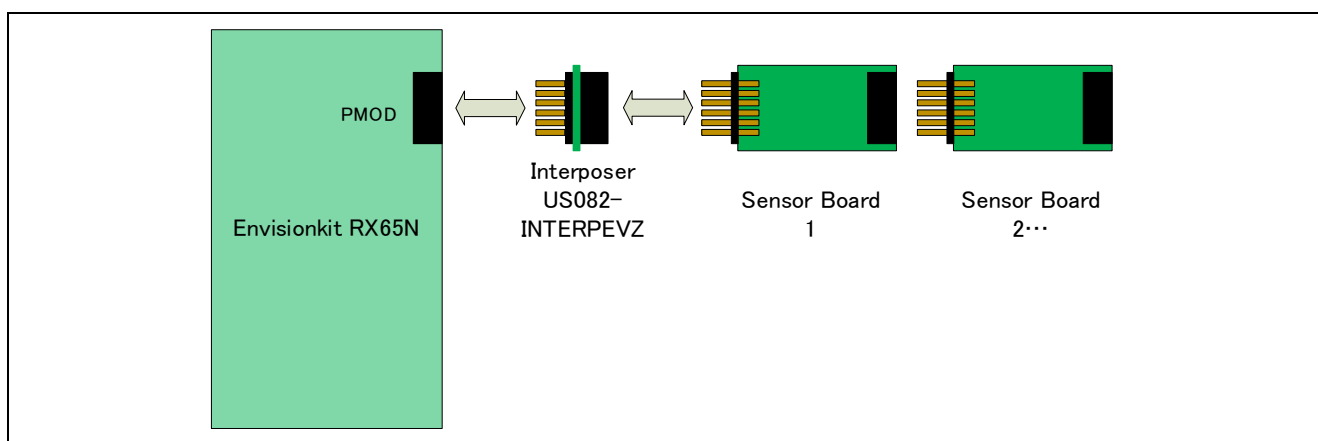 PMOD
Envisionkit RX65N
Interposer
US082-
INTERPEVZ
Sensor Board
1
Sensor Board
2…